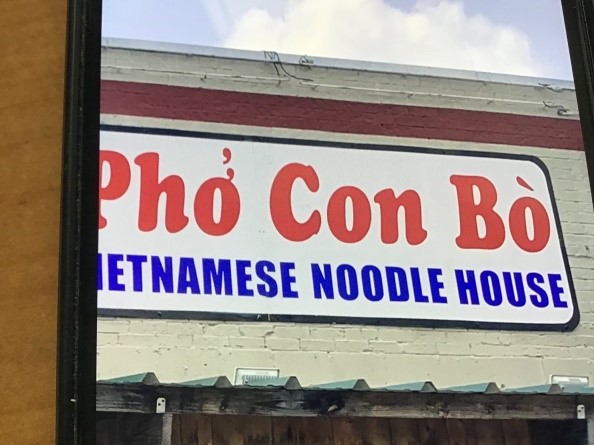 Phở Con Bò
IETNAMESE NOODLE HOUSE